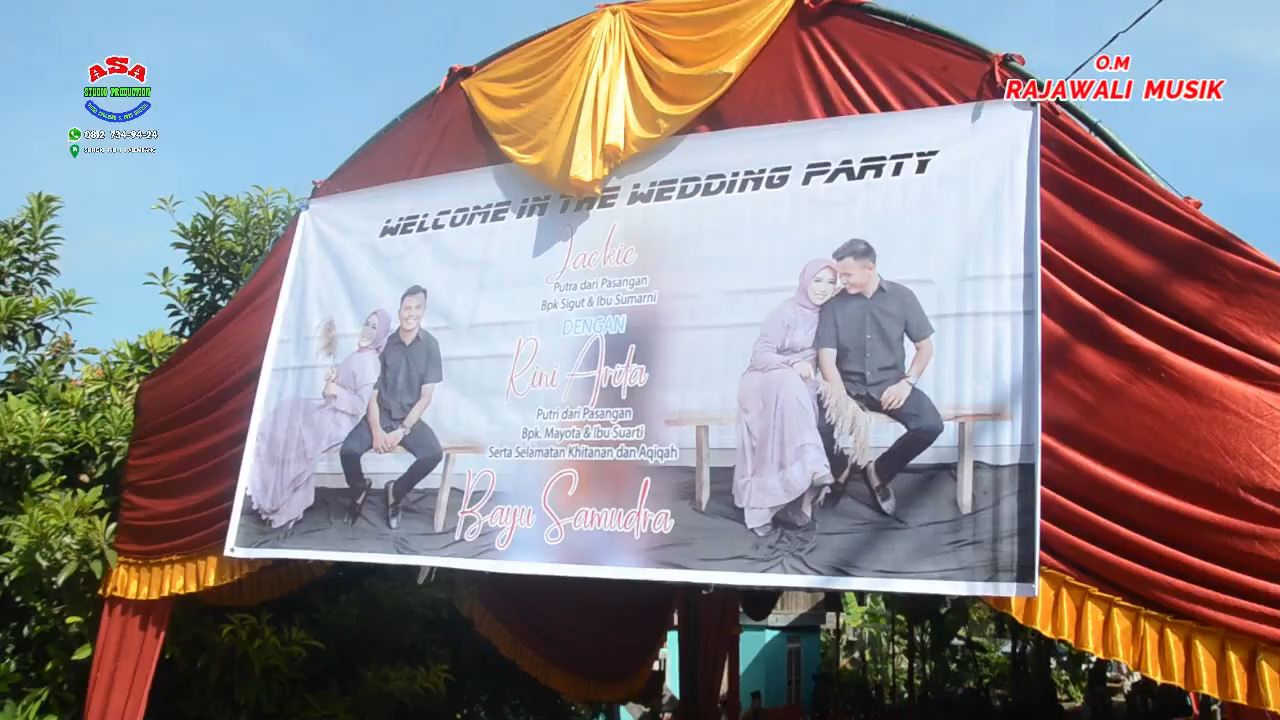 ASA
STUDIO PRODUCTION
0892 734-94-24
O.M
RAJAWALI MUSIK
WELCOME IN THE WEDDING PARTY
Jackie
Putra dari Pasangan
Bpk Sigut & Ibu Sumarni
DENGAN
Rini Arita
Putri dari Pasangan
Bpk. Mayota & Ibu Suarti
Serta Selamatan Khitanan dan Aqiqah
Bayu Samudra